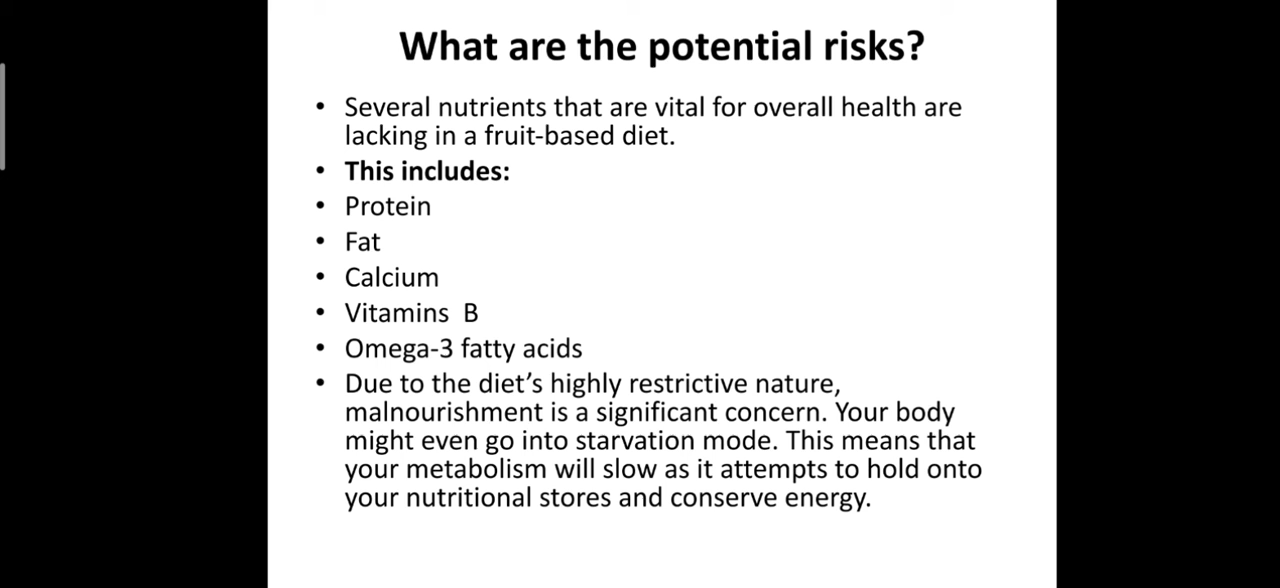 What are the potential risks?
• Several nutrients that are vital for overall health are
lacking in a fruit-based diet.
• This includes:
• Protein
• Fat
• Calcium
• Vitamins  B
• Omega-3 fatty acids
• Due to the diet’s highly restrictive nature,
malnourishment is a significant concern. Your body
might even go into starvation mode. This means that
your metabolism will slow as it attempts to hold onto
your nutritional stores and conserve energy.